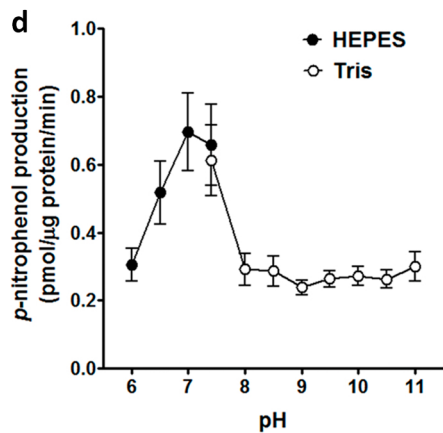 d
HEPES
Tris
p-nitrophenol production
(pmol/µg protein/min)
1.0
0.8
0.6
0.4
0.2
0.0
6 7 8 9 10 11
pH